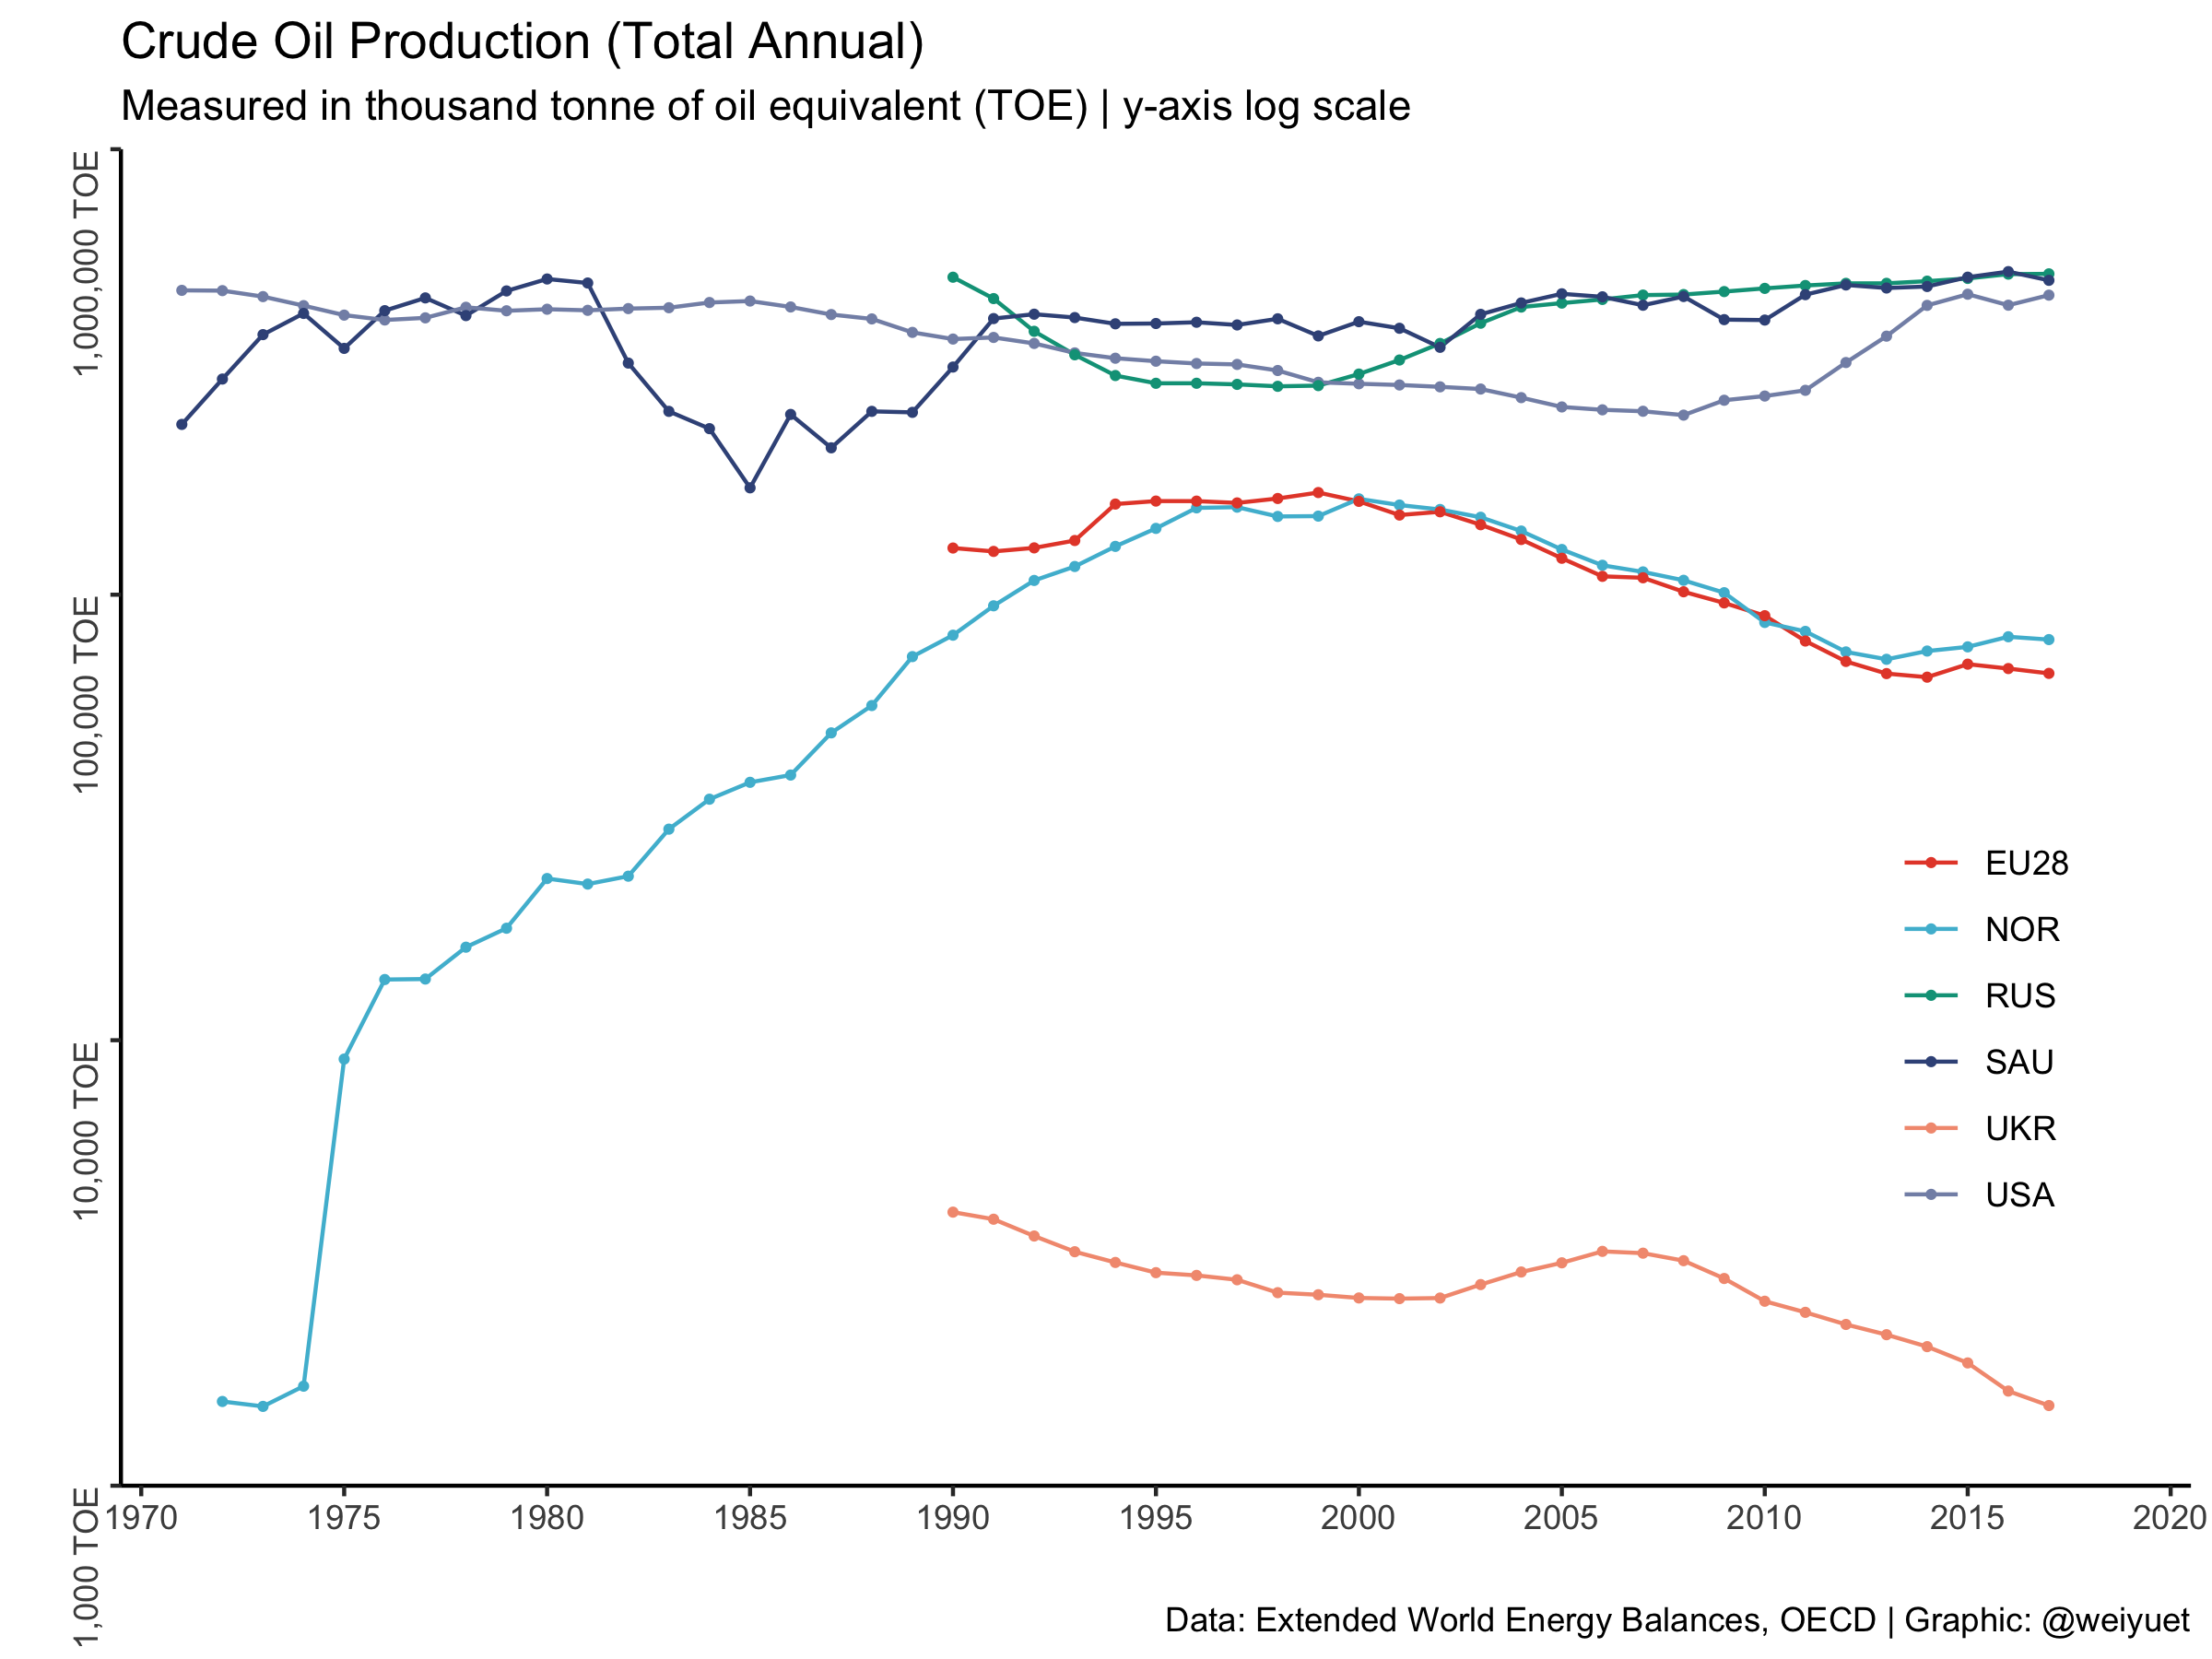 Crude Oil Production (Total Annual)
Measured in thousand tonne of oil equivalent (TOE) | y-axis log scale
1,000,000 TOE
100,000 TOE
10,000 TOE
1,000 TOE
EU28
NOR
RUS
SAU
UKR
USA
1970 1975 1980 1985 1990 1995 2000 2005 2010 2015 2020
Data: Extended World Energy Balances, OECD | Graphic: @weiyuet